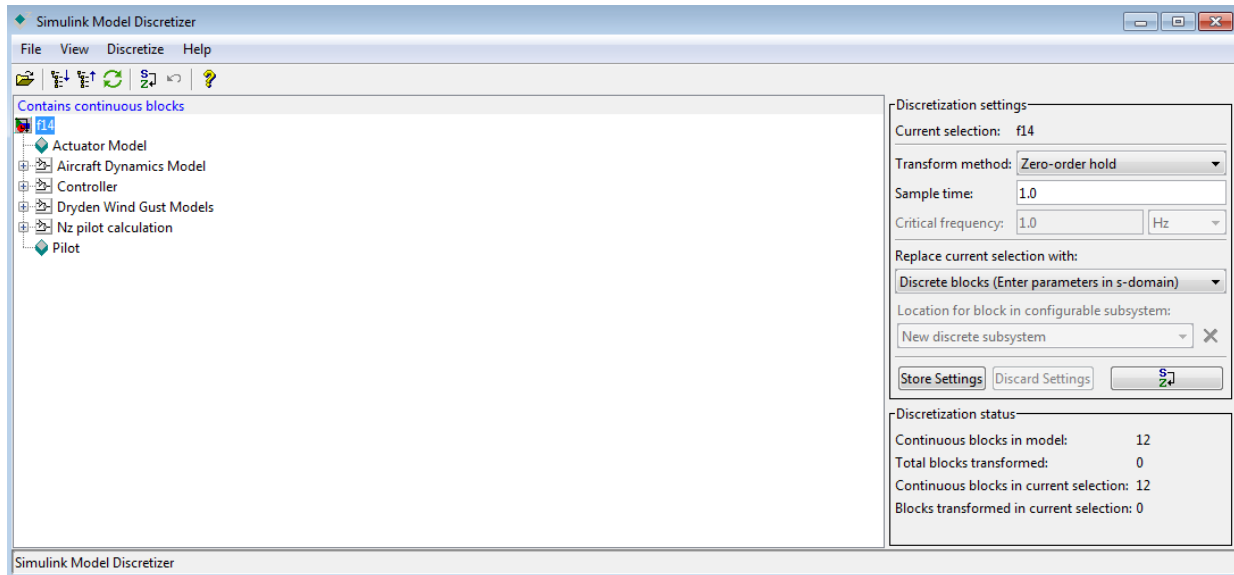 Simulink Model Discretizer
File View Discretize Help
Contains continuous blocks
f14
Actuator Model
Aircraft Dynamics Model
Controller
Dryden Wind Gust Models
Nz pilot calculation
Pilot
Discretization settings
Current selection: f14
Transform method: Zero-order hold
Sample time: 1.0
Critical frequency: 1.0 Hz
Replace current selection with:
Discrete blocks (Enter parameters in s-domain)
Location for block in configurable subsystem:
New discrete subsystem
Store Settings Discard Settings S Z
Discretization status
Continuous blocks in model: 12
Total blocks transformed: 0
Continuous blocks in current selection: 12
Blocks transformed in current selection: 0
Simulink Model Discretizer